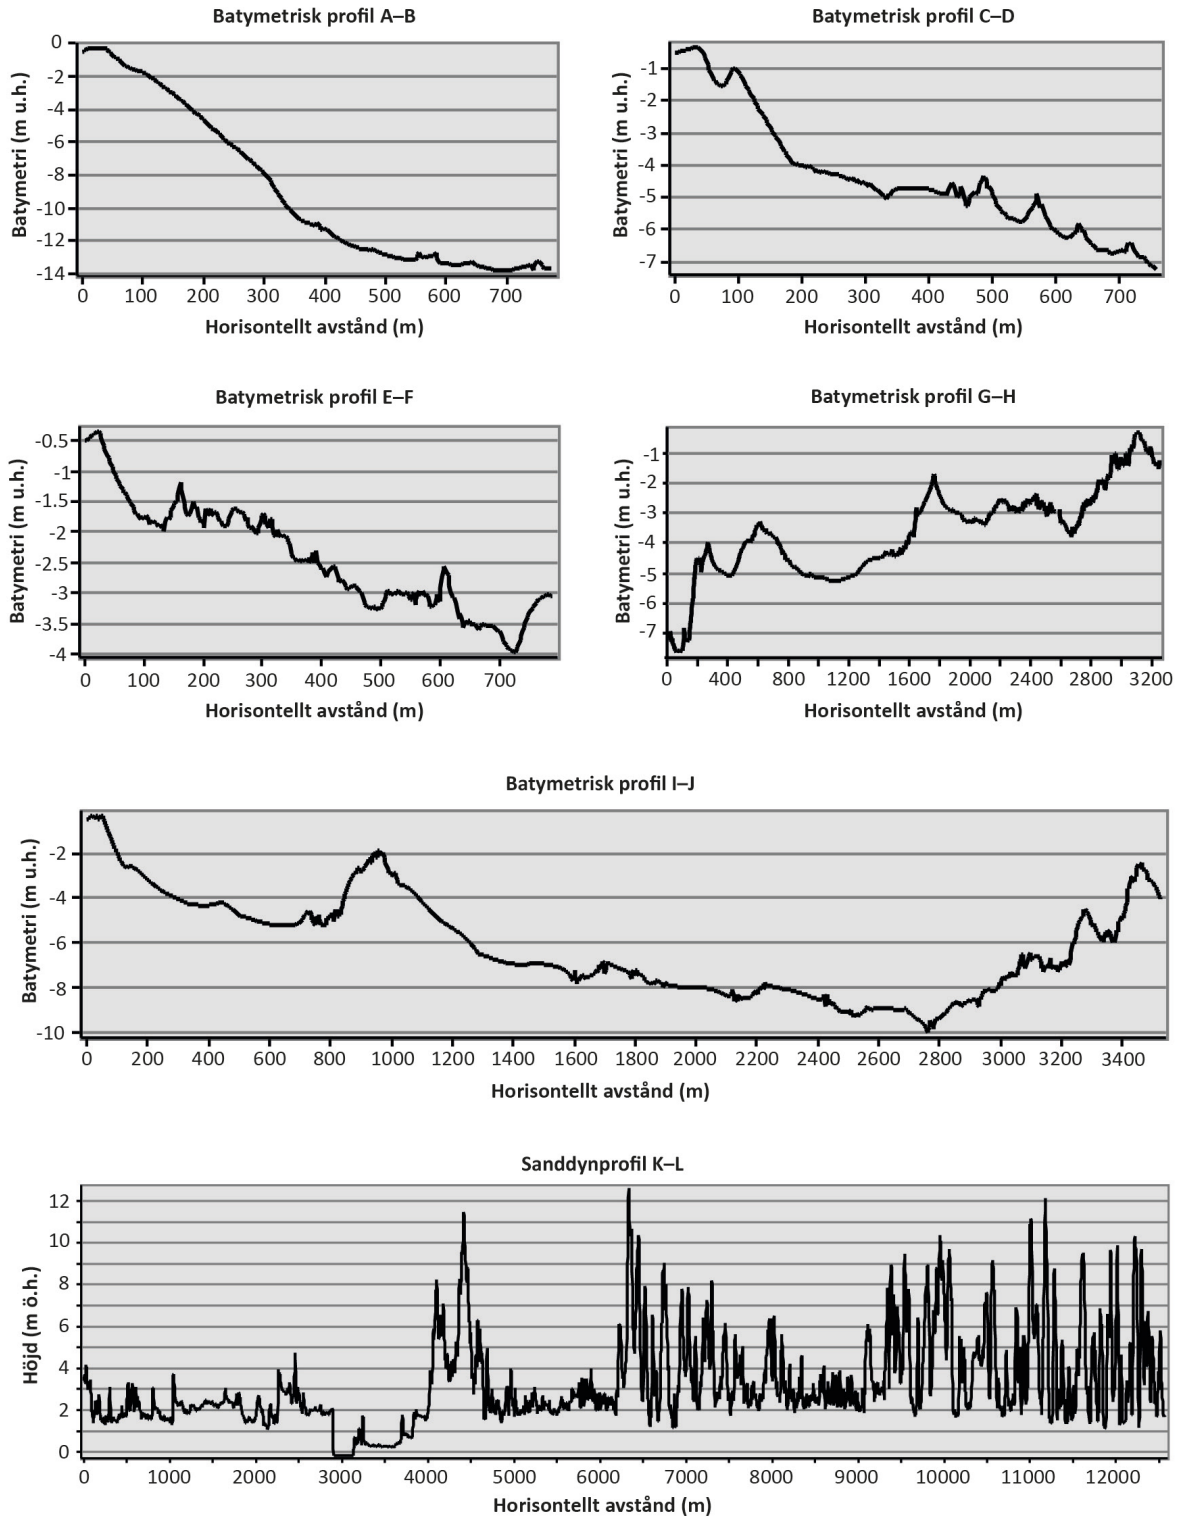 Batymetrisk profil A–B
Batymetri (m u.h.)
0
-2
-4
-6
-8
-10
-12
-14
0 100 200 300 400 500 600 700
Horisontellt avstånd (m)
Batymetrisk profil C–D
Batymetri (m u.h.)
-1
-2
-3
-4
-5
-6
-7
0 100 200 300 400 500 600 700
Horisontellt avstånd (m)
Batymetrisk profil E–F
Batymetri (m u.h.)
-0.5
-1
-1.5
-2
-2.5
-3
-3.5
-4
0 100 200 300 400 500 600 700
Horisontellt avstånd (m)
Batymetrisk profil G–H
Batymetri (m u.h.)
-1
-2
-3
-4
-5
-6
-7
0 400 800 1200 1600 2000 2400 2800 3200
Horisontellt avstånd (m)
Batymetrisk profil I–J
Batymetri (m u.h.)
-2
-4
-6
-8
-10
0 200 400 600 800 1000 1200 1400 1600 1800 2000 2200 2400 2600 2800 3000 3200 3400
Horisontellt avstånd (m)
Sanddynprofil K–L
Höjd (m ö.h.)
12
10
8
6
4
2
0
0 1000 2000 3000 4000 5000 6000 7000 8000 9000 10000 11000 12000
Horisontellt avstånd (m)